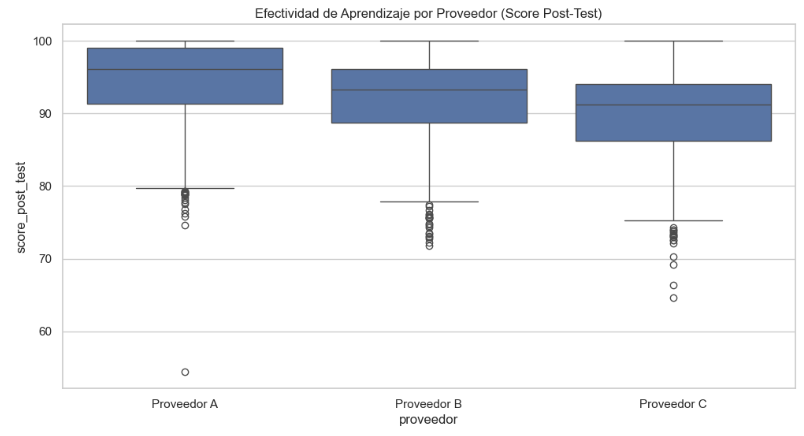 Efectividad de Aprendizaje por Proveedor (Score Post-Test)
100
90
80
70
60
score_post_test
Proveedor A
Proveedor B
Proveedor C
proveedor